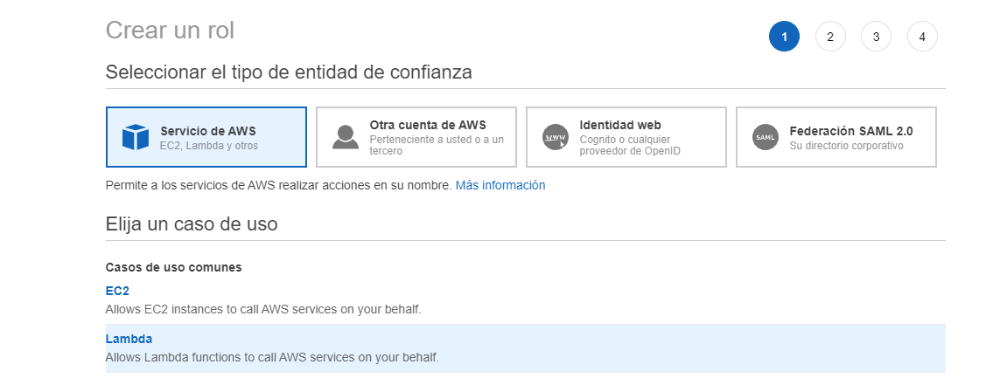 Crear un rol
1 2 3 4
Seleccionar el tipo de entidad de confianza
Servicio de AWS
EC2, Lambda y otros
Otra cuenta de AWS
Perteneciente a usted o a un
tercero
WWW
Identidad web
Cognito o cualquier
proveedor de OpenID
SAML
Federación SAML 2.0
Su directorio corporativo
Permite a los servicios de AWS realizar acciones en su nombre. Más información
Elija un caso de uso
Casos de uso comunes
EC2
Allows EC2 instances to call AWS services on your behalf.
Lambda
Allows Lambda functions to call AWS services on your behalf.